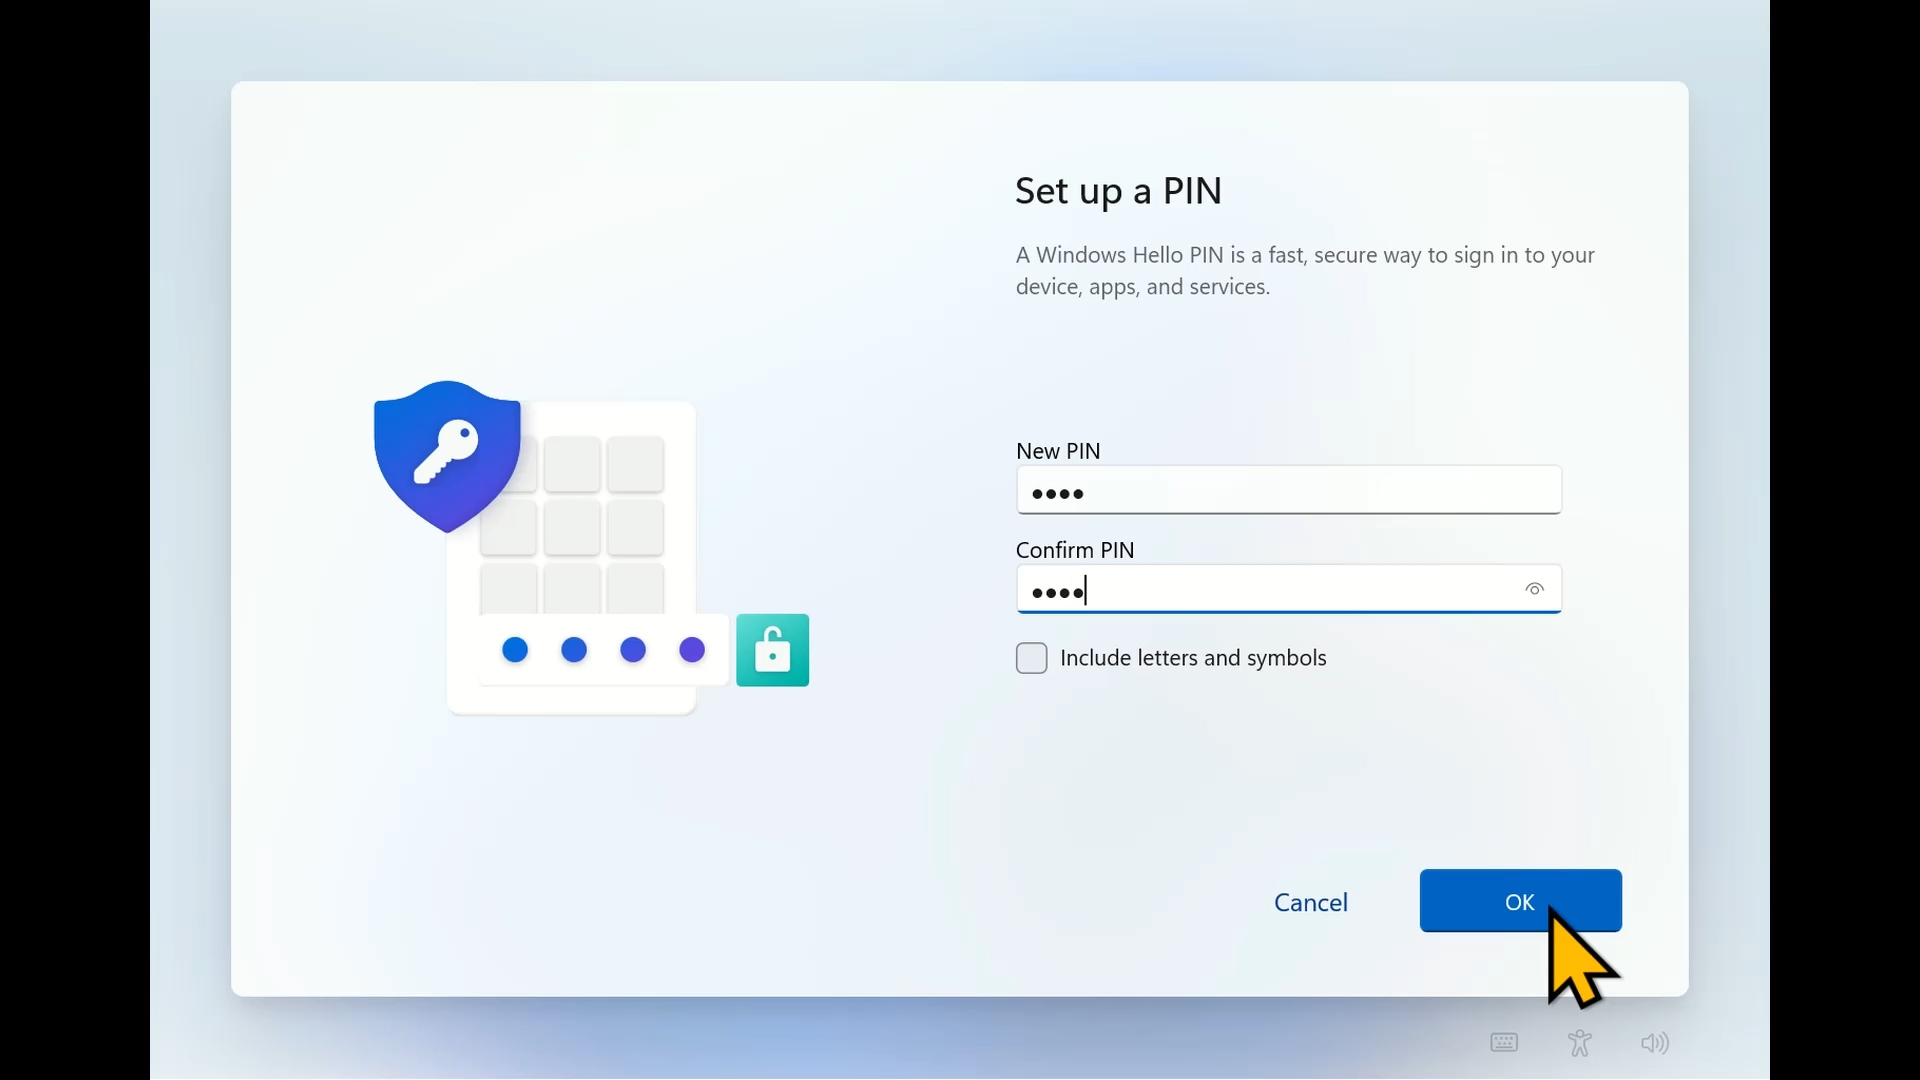 Set up a PIN
A Windows Hello PIN is a fast, secure way to sign in to your
device, apps, and services.
New PIN
••••
Confirm PIN
••••
Include letters and symbols
Cancel
OK